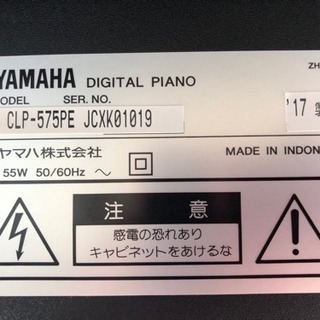 YAMAHA DIGITAL PIANO
MODEL SER. NO.
CLP-575PE JCXK01019
'17
ヤマハ株式会社
55W 50/60Hz ～
MADE IN INDON
注 意
感電の恐れあり
キャビネットをあけるな